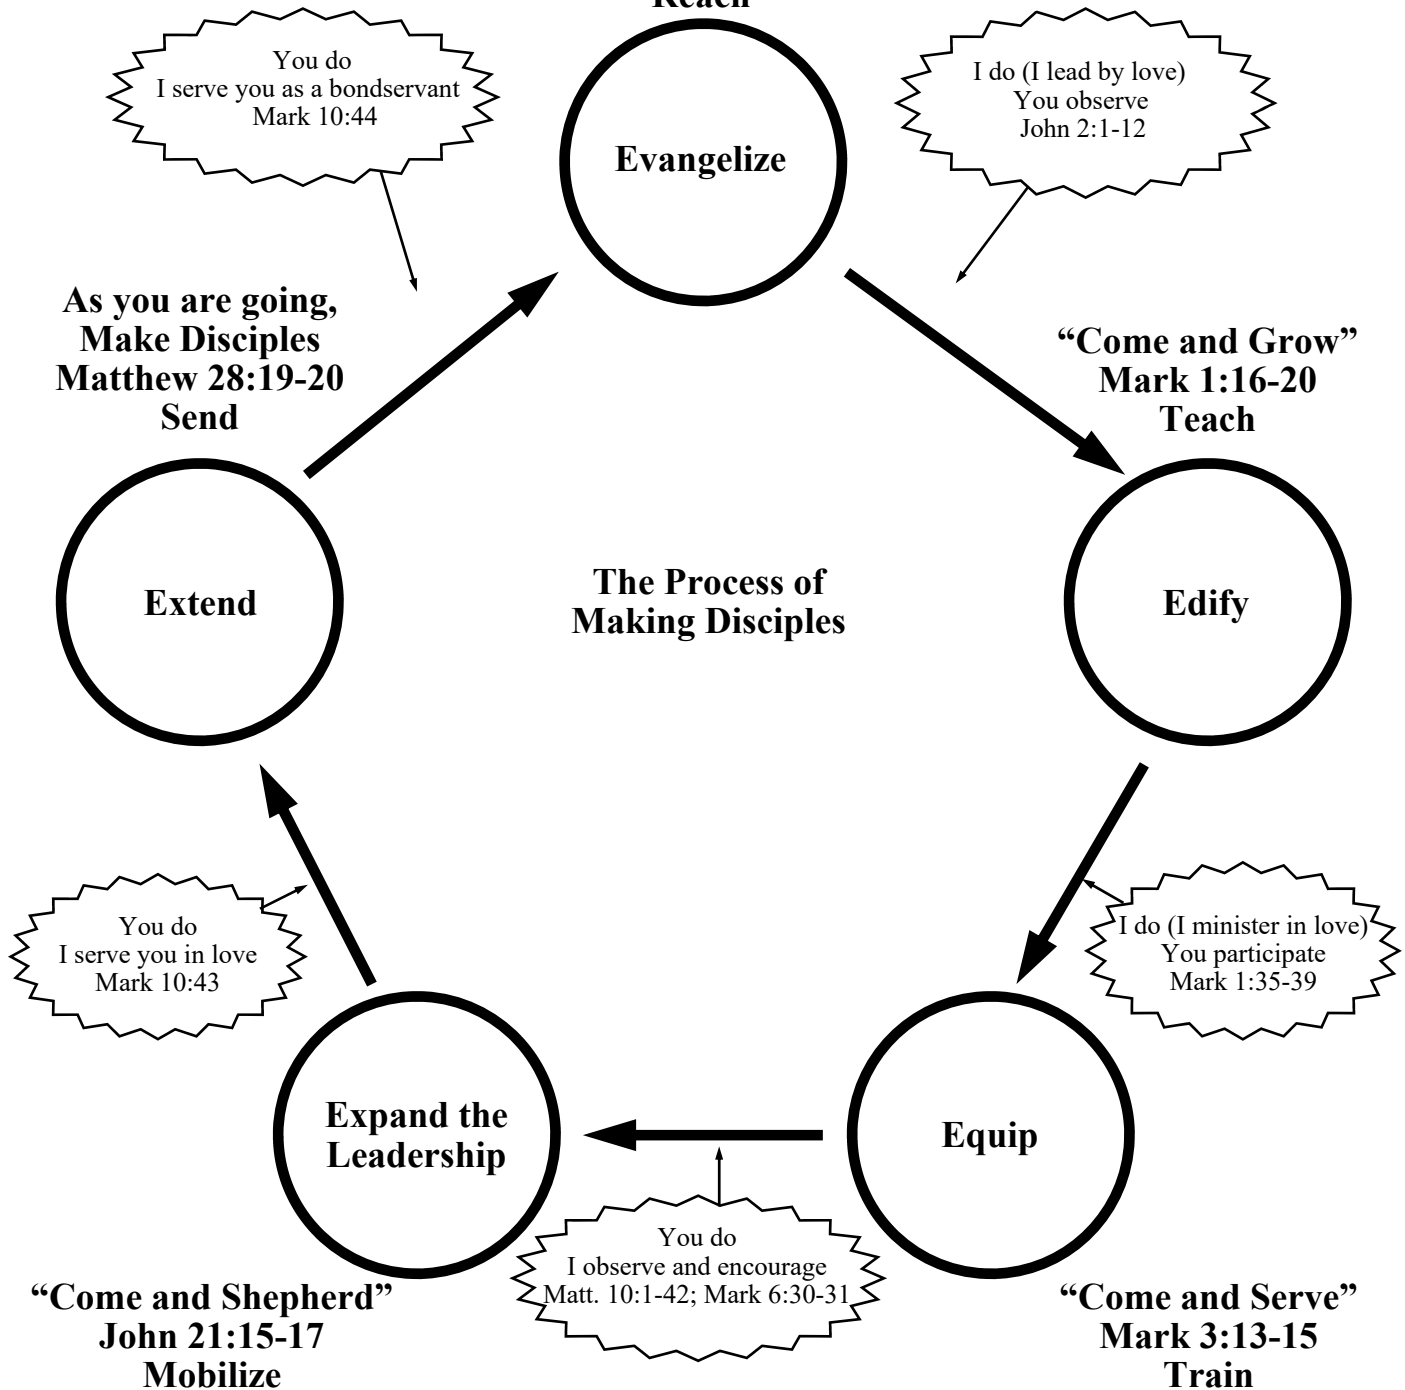 Reach
You do
I serve you as a bondservant
Mark 10:44
I do (I lead by love)
You observe
John 2:1-12
Evangelize
As you are going,
Make Disciples
Matthew 28:19-20
Send
“Come and Grow”
Mark 1:16-20
Teach
Extend
The Process of
Making Disciples
Edify
You do
I serve you in love
Mark 10:43
I do (I minister in love)
You participate
Mark 1:35-39
Expand the
Leadership
Equip
You do
I observe and encourage
Matt. 10:1-42; Mark 6:30-31
“Come and Shepherd”
John 21:15-17
Mobilize
“Come and Serve”
Mark 3:13-15
Train